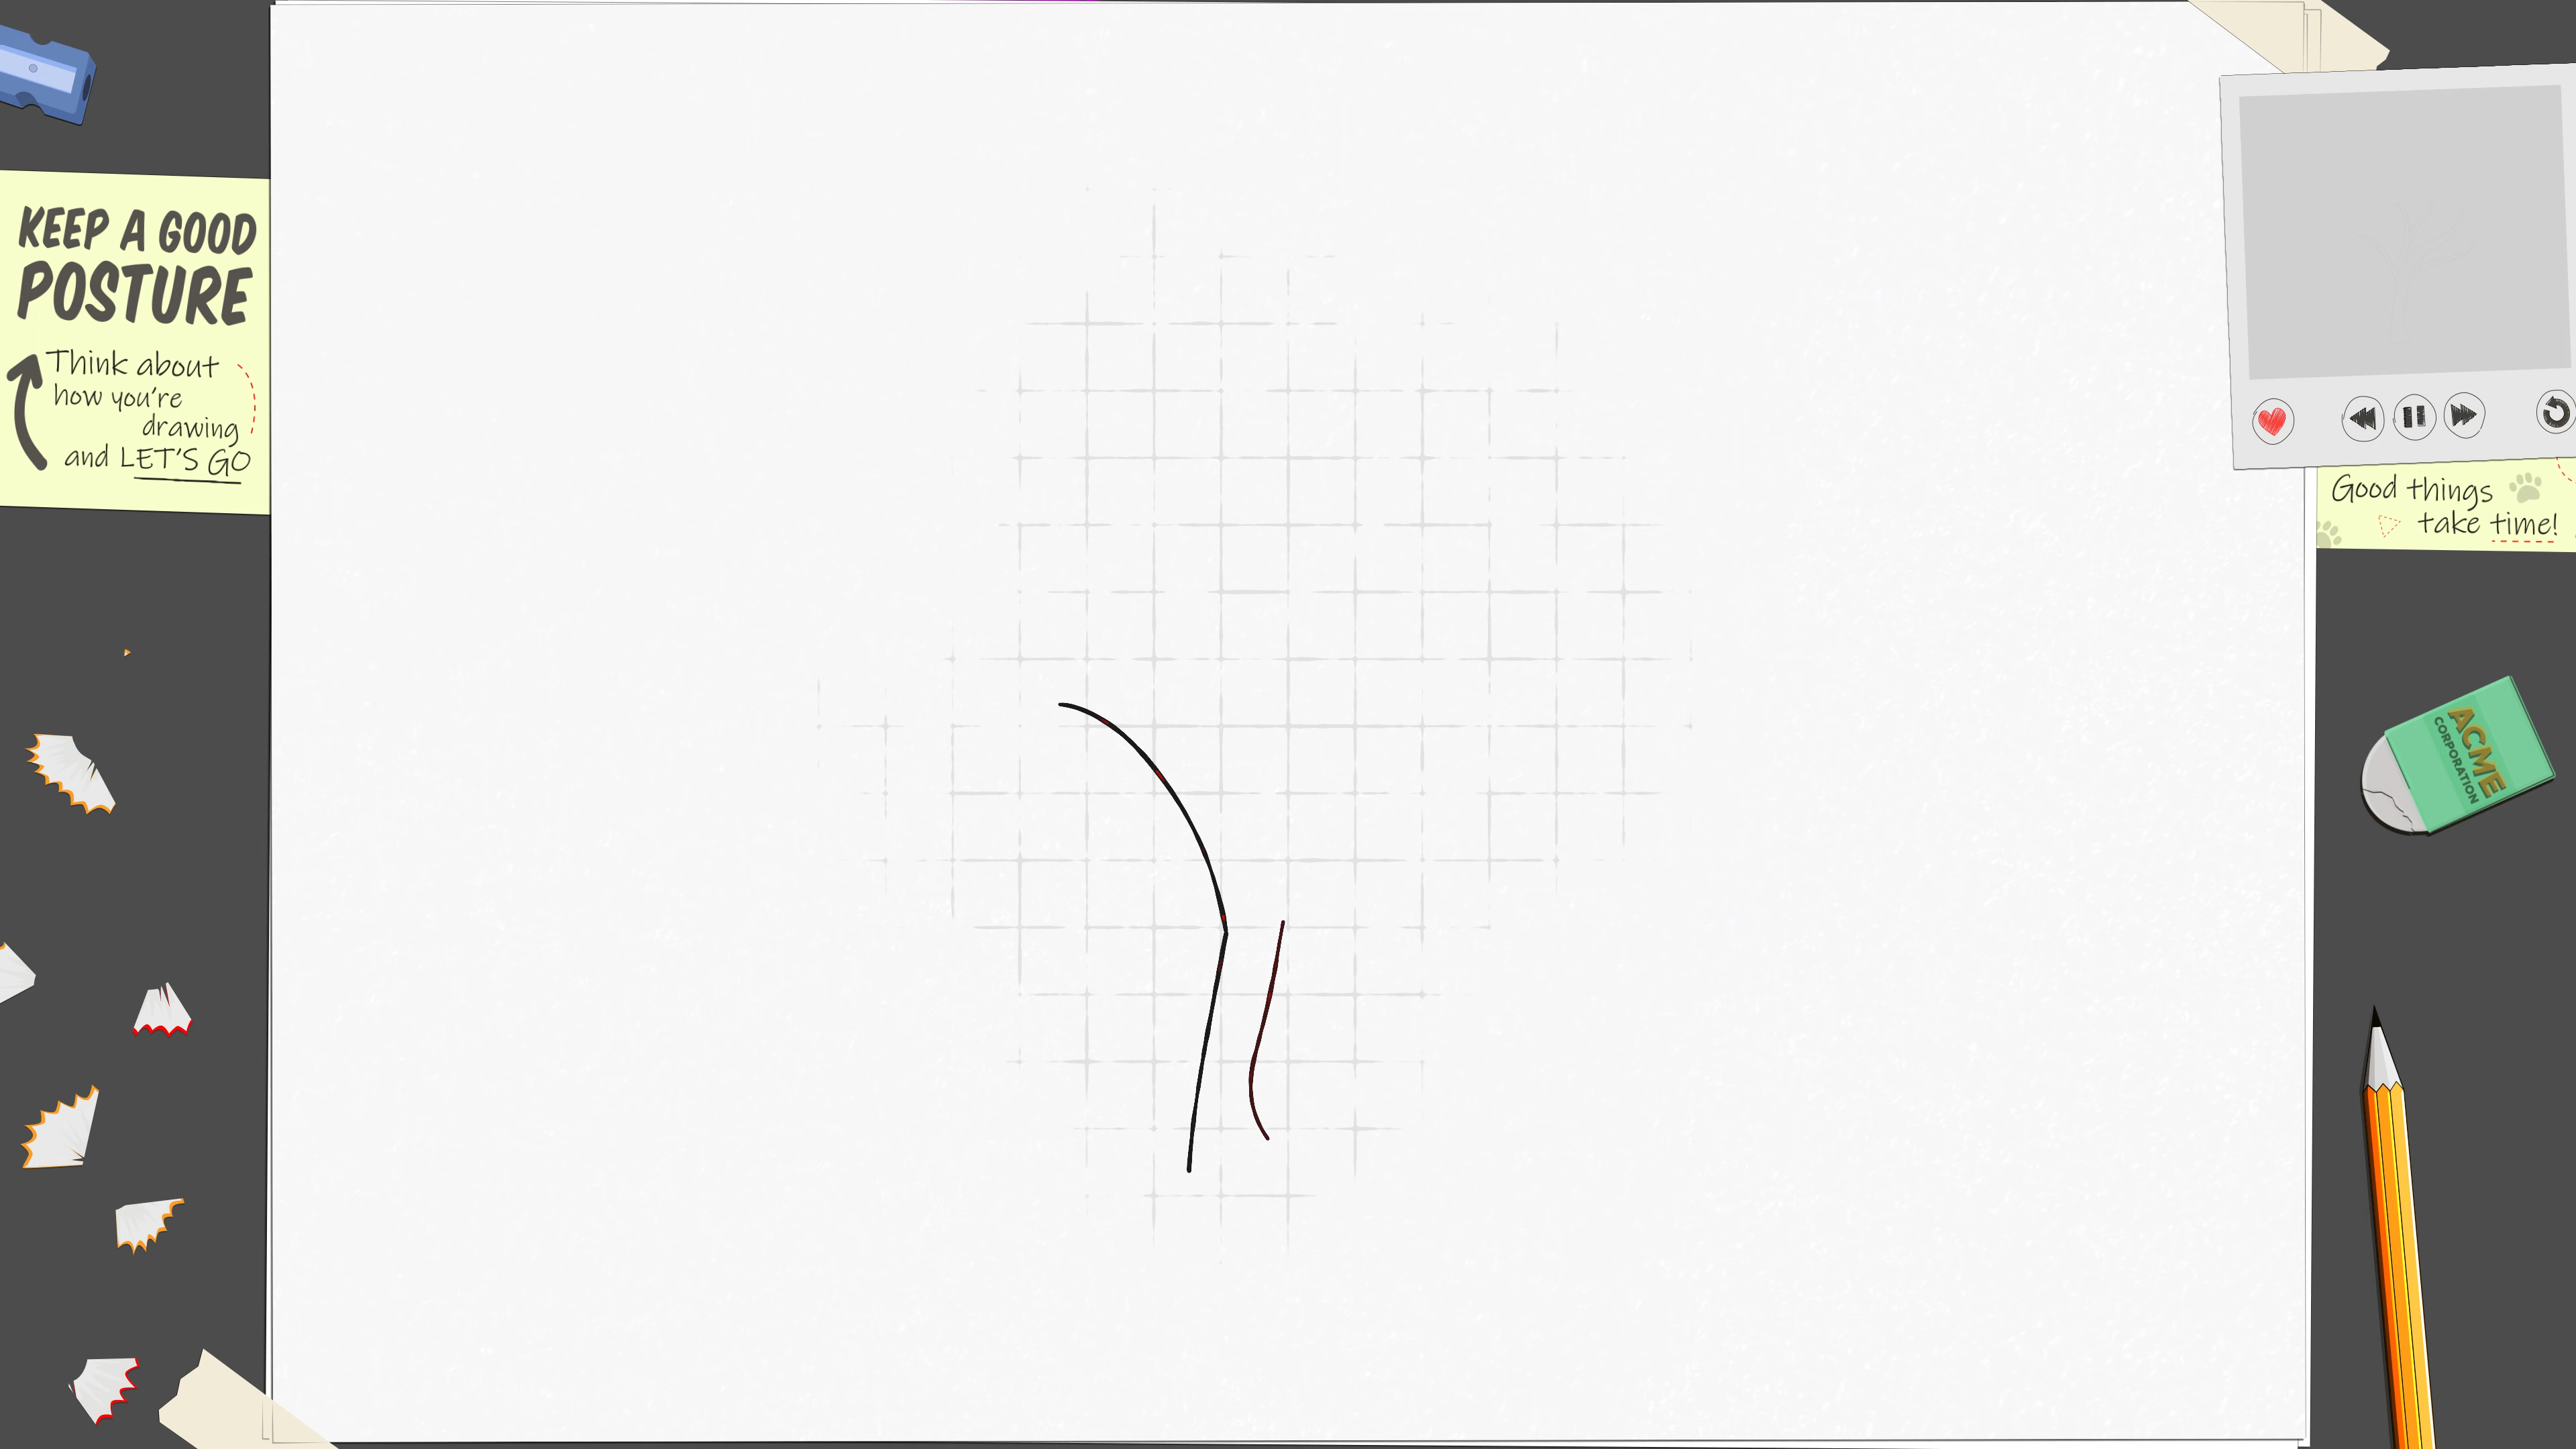 KEEP A GOOD
POSTURE
Think about
how you're
drawing
and LET'S GO
Good things
take time!
ACME
CORPORATION